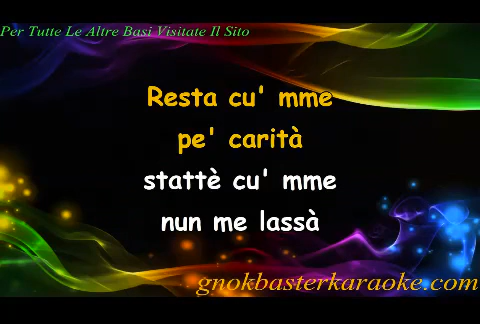 Per Tutte Le Altre Basi Visitate Il Sito
Resta cu' mme
pe' carità
stattè cu' mme
nun me lassà
gnokbasterkaraoke.com